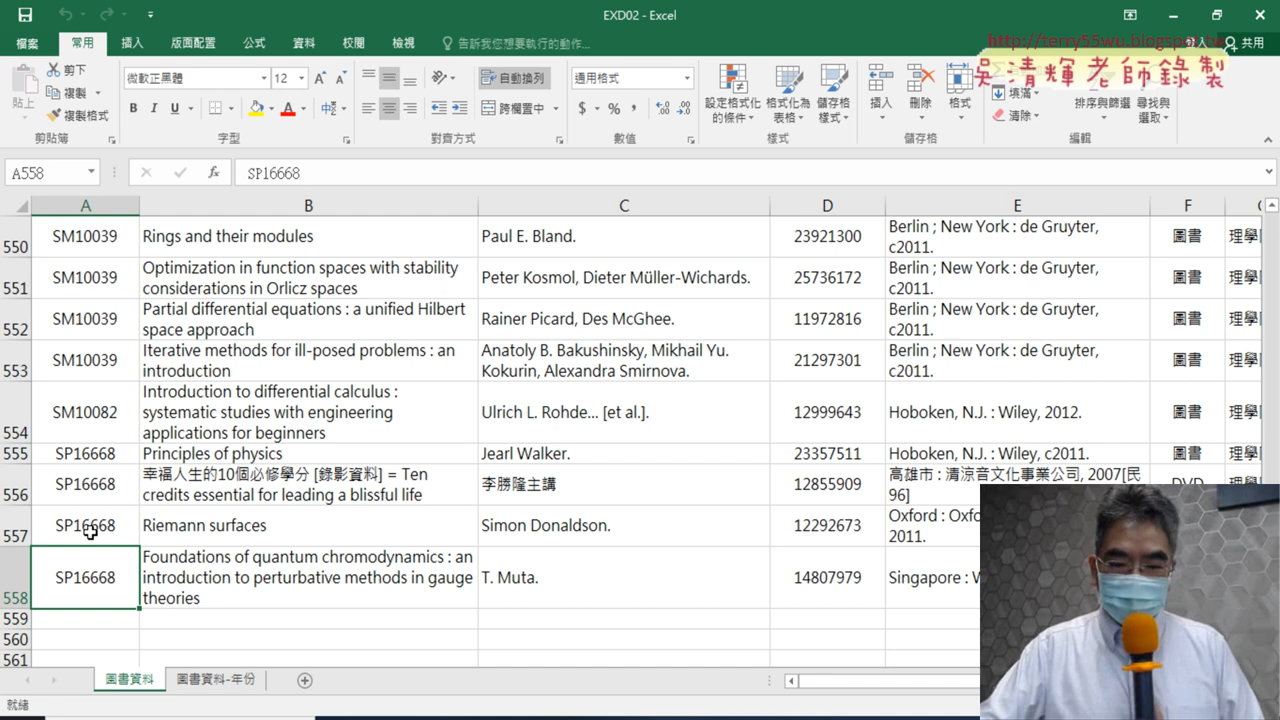 EXD02 - Excel
http://terry55wu.blogspot.tw
吳清輝老師錄製
檔案 常用 插入 版面配置 公式 資料 校閱 檢視 告訴我您想要執行的動作... 登入 共用
貼上 剪下 複製 複製格式
微軟正黑體 12
B I U
自動換列
跨欄置中
通用格式
$ % ,
設定格式化的條件 格式化為表格 儲存格樣式
插入 刪除 格式
填滿 清除
排序與篩選 尋找與選取
剪貼簿 字型 對齊方式 數值 樣式 儲存格 編輯
A558 fx SP16668
A B C D E F
550 SM10039 Rings and their modules Paul E. Bland. 23921300 Berlin ; New York : de Gruyter, c2011. 圖書
551 SM10039 Optimization in function spaces with stability considerations in Orlicz spaces Peter Kosmol, Dieter Müller-Wichards. 25736172 Berlin ; New York : de Gruyter, c2011. 圖書
552 SM10039 Partial differential equations : a unified Hilbert space approach Rainer Picard, Des McGhee. 11972816 Berlin ; New York : de Gruyter, c2011. 圖書
553 SM10039 Iterative methods for ill-posed problems : an introduction Anatoly B. Bakushinsky, Mikhail Yu. Kokurin, Alexandra Smirnova. 21297301 Berlin ; New York : de Gruyter, c2011. 圖書
554 SM10082 Introduction to differential calculus : systematic studies with engineering applications for beginners Ulrich L. Rohde... [et al.]. 12999643 Hoboken, N.J. : Wiley, 2012. 圖書
555 SP16668 Principles of physics Jearl Walker. 23357511 Hoboken, N.J. : Wiley, c2011. 圖書
556 SP16668 幸福人生的10個必修學分 [錄影資料] = Ten credits essential for leading a blissful life 李勝隆主講 12855909 高雄市 : 清涼音文化事業公司, 2007[民96] DVD
557 SP16668 Riemann surfaces Simon Donaldson. 12292673 Oxford : 2011.
558 SP16668 Foundations of quantum chromodynamics : an introduction to perturbative methods in gauge theories T. Muta. 14807979 Singapore :
559
560
561
圖書資料 圖書資料-年份
就緒